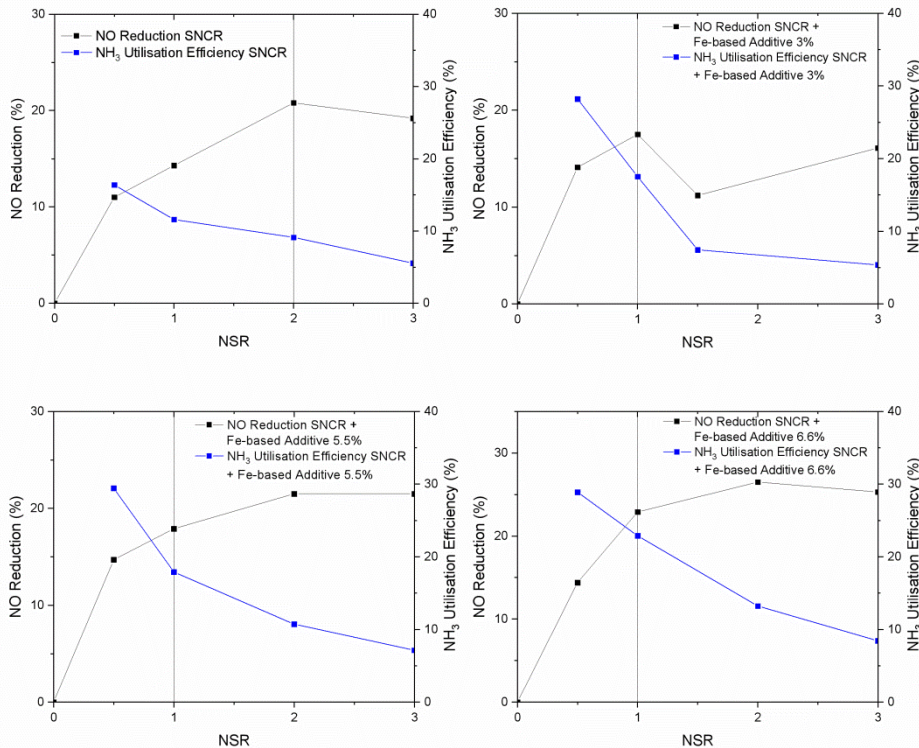 30
20
10
0
NO Reduction (%)
NO Reduction SNCR
NH₃ Utilisation Efficiency SNCR
40
30
20
10
0
NH₃ Utilisation Efficiency (%)
0 1 2 3
NSR
30
20
10
0
NO Reduction (%)
NO Reduction SNCR +
Fe-based Additive 3%
NH₃ Utilisation Efficiency SNCR
+ Fe-based Additive 3%
40
30
20
10
0
NH₃ Utilisation Efficiency (%)
0 1 2 3
NSR
30
20
10
0
NO Reduction (%)
NO Reduction SNCR +
Fe-based Additive 5.5%
NH₃ Utilisation Efficiency SNCR
+ Fe-based Additive 5.5%
40
30
20
10
0
NH₃ Utilisation Efficiency (%)
0 1 2 3
NSR
30
20
10
0
NO Reduction (%)
NO Reduction SNCR +
Fe-based Additive 6.6%
NH₃ Utilisation Efficiency SNCR
+ Fe-based Additive 6.6%
40
30
20
10
0
NH₃ Utilisation Efficiency (%)
0 1 2 3
NSR